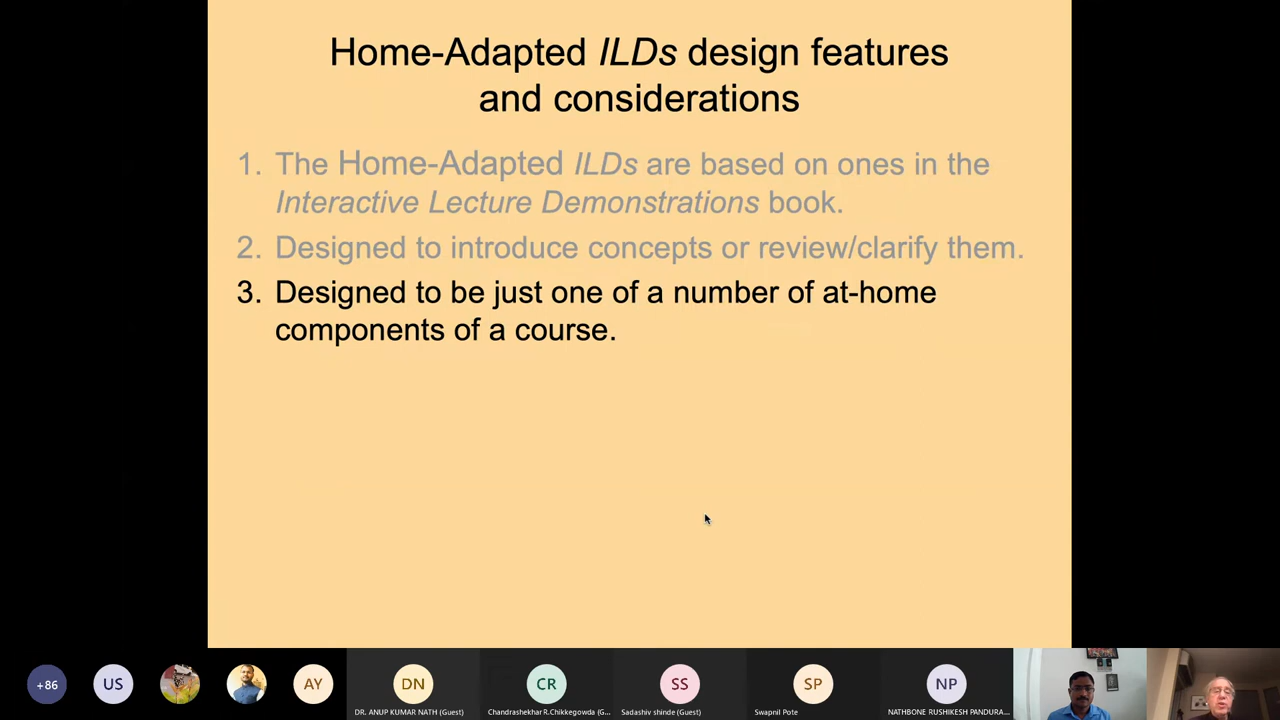 Home-Adapted ILDs design features
and considerations
1. The Home-Adapted ILDs are based on ones in the
Interactive Lecture Demonstrations book.
2. Designed to introduce concepts or review/clarify them.
3. Designed to be just one of a number of at-home
components of a course.
+86
US
AY
DN
CR
SS
SP
NP
DR. ANUP KUMAR NATH (Guest)
Chandrashekhar R.Chikkegowda (G...
Sadashiv shinde (Guest)
Swapnil Pote
NATHBONE RUSHIKESH PANDURA...